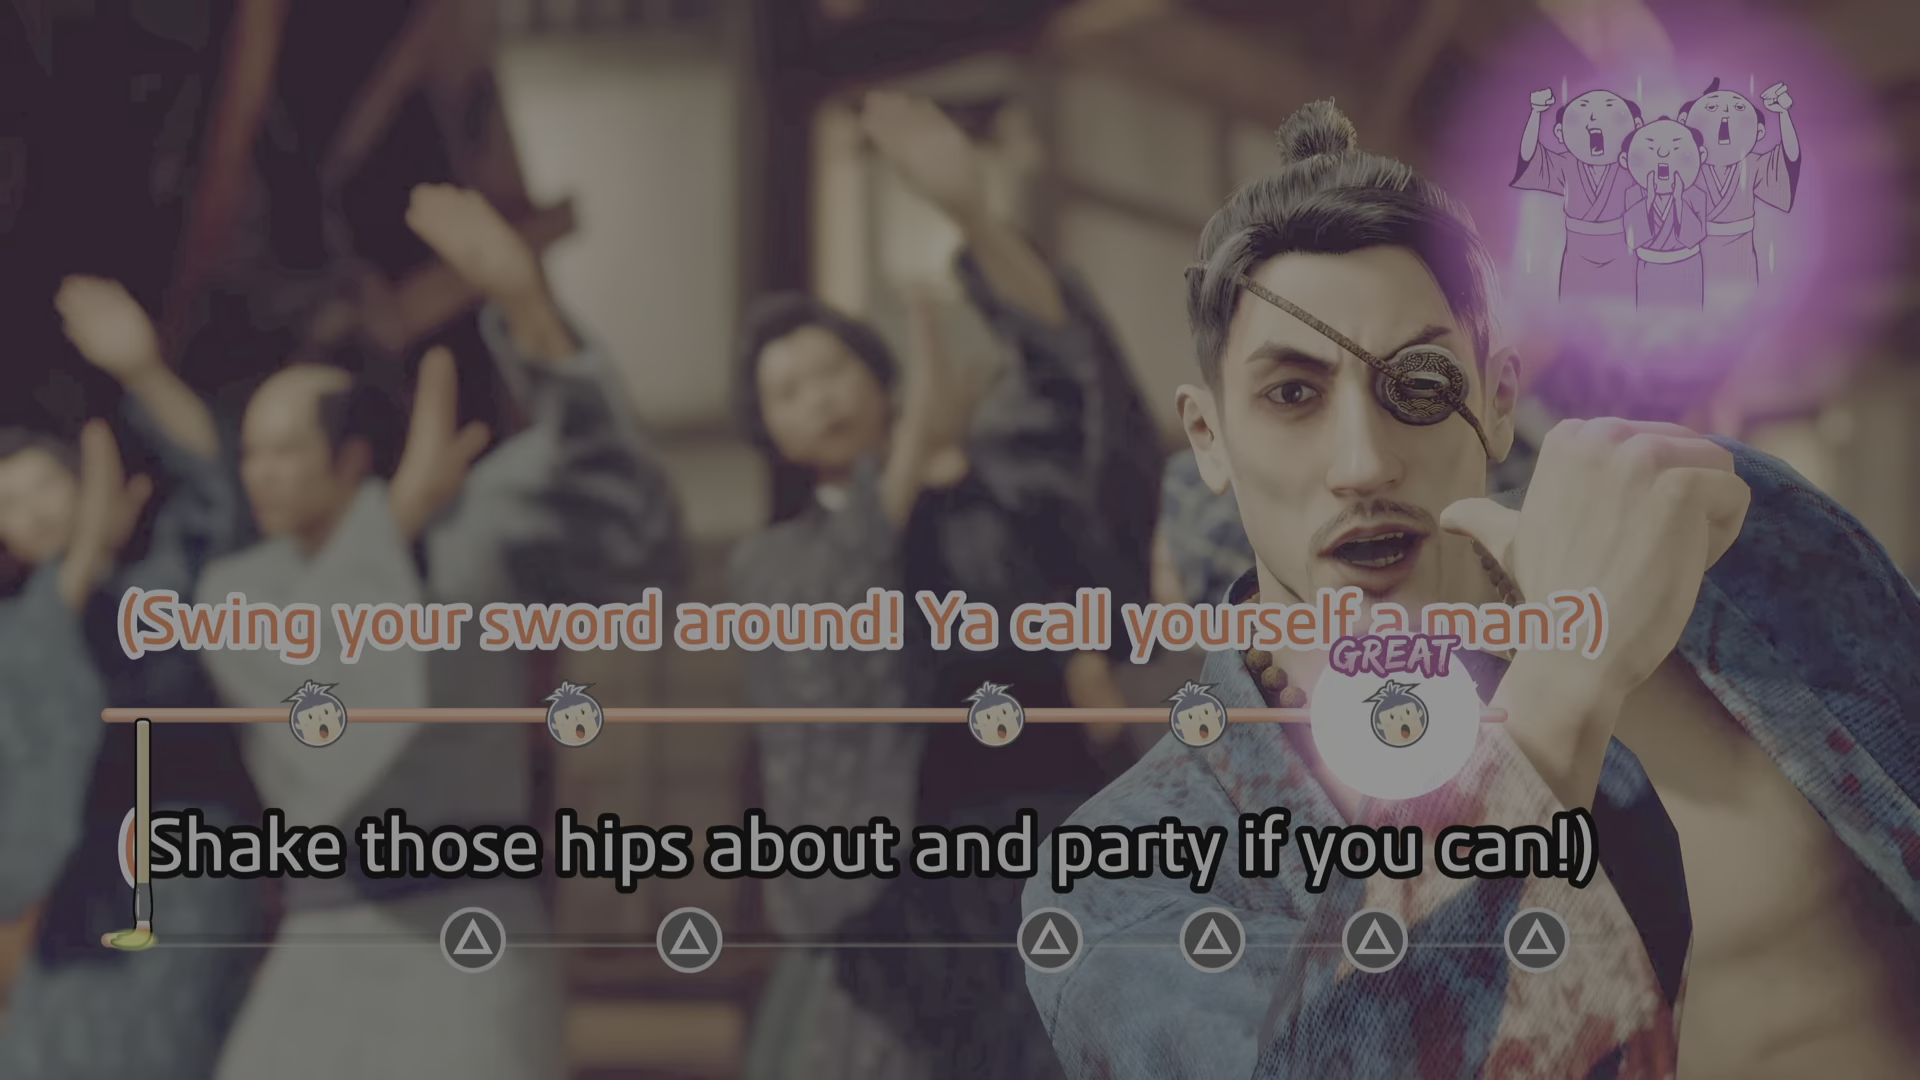 (Swing your sword around! Ya call yourself a man?)
GREAT
(Shake those hips about and party if you can!)